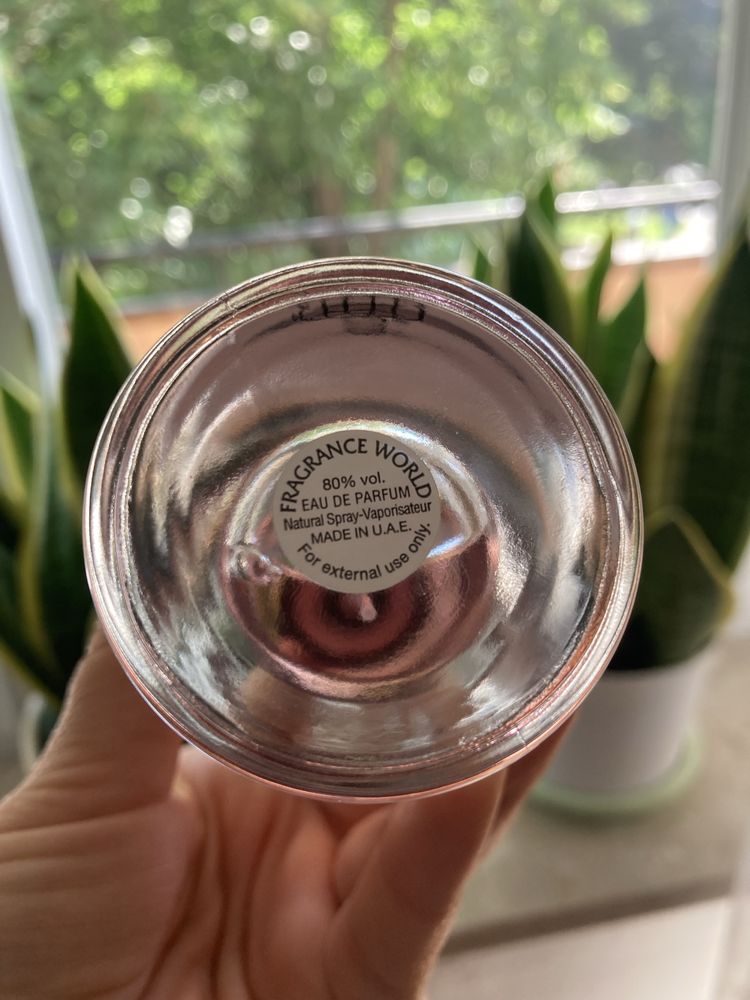 FRAGRANCE WORLD
80% vol.
EAU DE PARFUM
Natural Spray-Vaporisateur
MADE IN U.A.E.
For external use only.